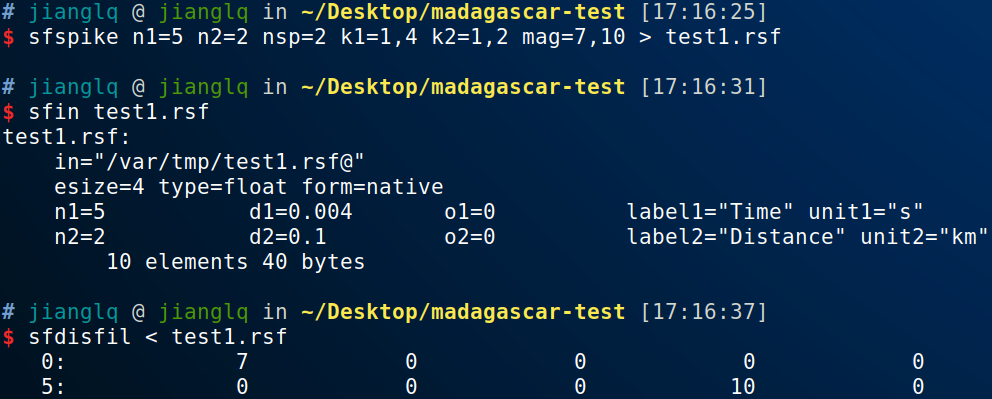 # jianglq @ jianglq in ~/Desktop/madagascar-test [17:16:25]
$ sfspike n1=5 n2=2 nsp=2 k1=1,4 k2=1,2 mag=7,10 > test1.rsf
# jianglq @ jianglq in ~/Desktop/madagascar-test [17:16:31]
$ sfin test1.rsf
test1.rsf:
    in="/var/tmp/test1.rsf@"
    esize=4 type=float form=native
    n1=5           d1=0.004       o1=0          label1="Time" unit1="s"
    n2=2           d2=0.1         o2=0          label2="Distance" unit2="km"
        10 elements 40 bytes
# jianglq @ jianglq in ~/Desktop/madagascar-test [17:16:37]
$ sfdisfil < test1.rsf
   0:             7            0            0            0            0
   5:             0            0            0           10            0